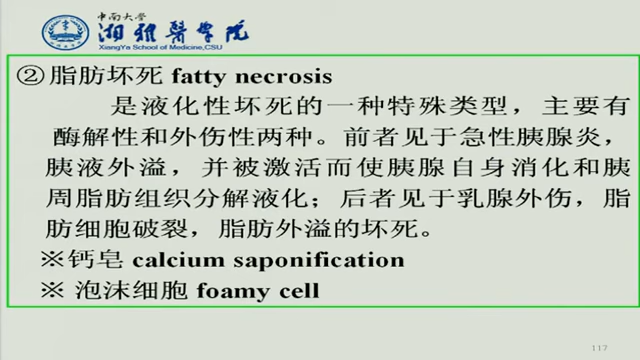 中南大学
湘雅醫学院
XiangYa School of Medicine,CSU
②脂肪坏死 fatty necrosis
是液化性坏死的一种特殊类型，主要有
酶解性和外伤性两种。前者见于急性胰腺炎，
胰液外溢，并被激活而使胰腺自身消化和胰
周脂肪组织分解液化；后者见于乳腺外伤，脂
肪细胞破裂，脂肪外溢的坏死。
※钙皂 calcium saponification
※ 泡沫细胞 foamy cell
117